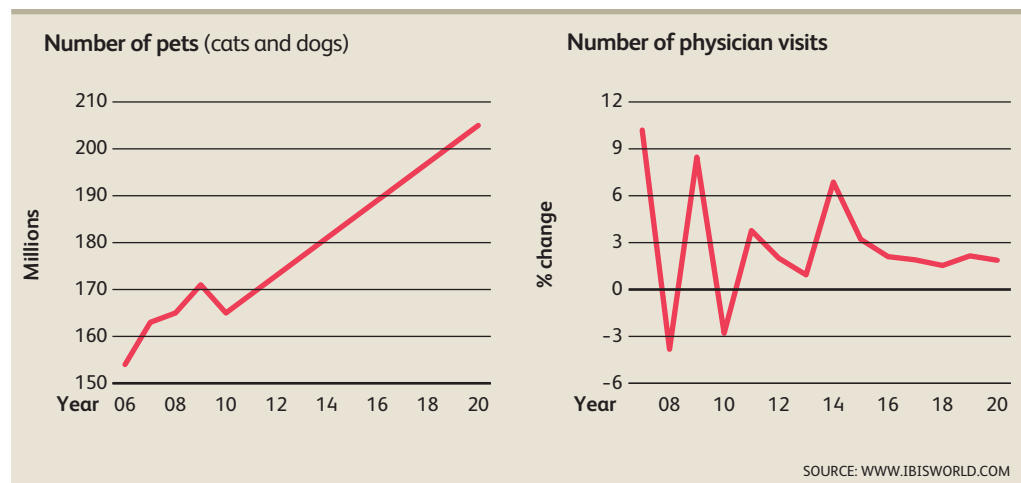 Number of pets (cats and dogs)
Millions
210
200
190
180
170
160
150
Year 06 08 10 12 14 16 18 20
Number of physician visits
% change
12
9
6
3
0
-3
-6
Year 08 10 12 14 16 18 20
SOURCE: WWW.IBISWORLD.COM